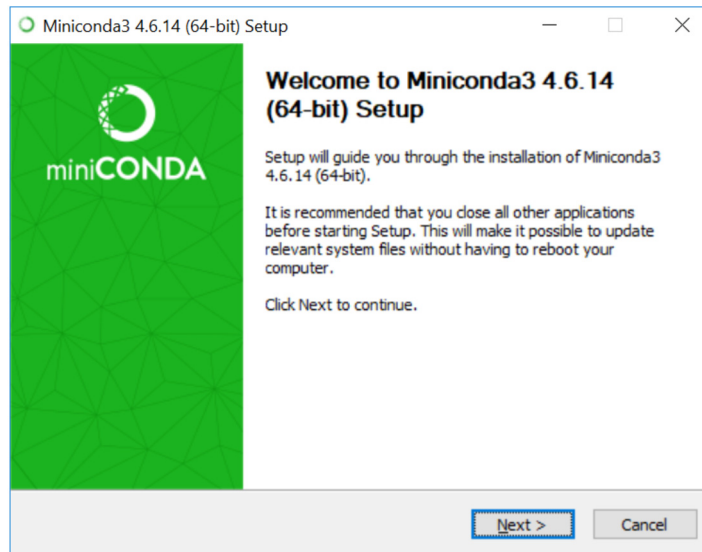 Miniconda3 4.6.14 (64-bit) Setup
miniCONDA
Welcome to Miniconda3 4.6.14
(64-bit) Setup
Setup will guide you through the installation of Miniconda3
4.6.14 (64-bit).
It is recommended that you close all other applications
before starting Setup. This will make it possible to update
relevant system files without having to reboot your
computer.
Click Next to continue.
Next >
Cancel